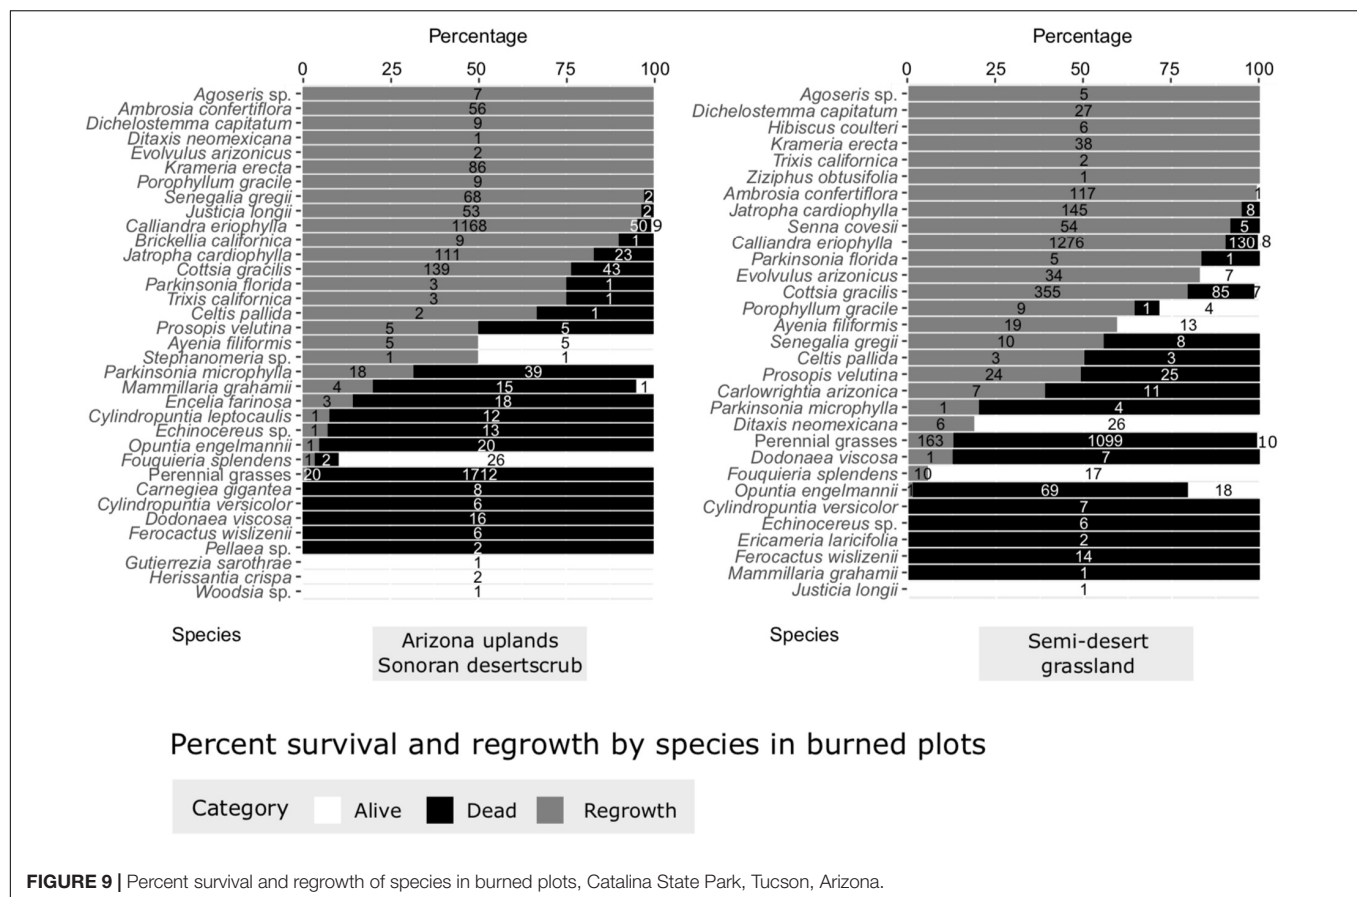 Percentage
0 25 50 75 100
Agoseris sp. 7
Ambrosia confertiflora 56
Dichelostemma capitatum 9
Ditaxis neomexicana 1
Evolvulus arizonicus 2
Krameria erecta 86
Porophyllum gracile 9
Senegalia gregii 68 2
Justicia longii 53 2
Calliandra eriophylla 1168 50 9
Brickellia californica 9 1
Jatropha cardiophylla 111 23
Cottsia gracilis 139 43
Parkinsonia florida 3 1
Trixis californica 3 1
Celtis pallida 2 1
Prosopis velutina 5 5
Ayenia filiformis 5 5
Stephanomeria sp. 1 1
Parkinsonia microphylla 18 39
Mammillaria grahamii 4 15 1
Encelia farinosa 3 18
Cylindropuntia leptocaulis 1 12
Echinocereus sp. 1 13
Opuntia engelmannii 1 20
Fouquieria splendens 1 2 26
Perennial grasses 20 1712
Carnegiea gigantea 8
Cylindropuntia versicolor 6
Dodonaea viscosa 16
Ferocactus wislizenii 6
Pellaea sp. 2
Gutierrezia sarothrae 1
Herissantia crispa 2
Woodsia sp. 1
Species
Arizona uplands
Sonoran desertscrub
Percentage
0 25 50 75 100
Agoseris sp. 5
Dichelostemma capitatum 27
Hibiscus coulteri 6
Krameria erecta 38
Trixis californica 2
Ziziphus obtusifolia 1
Ambrosia confertiflora 117 1
Jatropha cardiophylla 145 8
Senna covesii 54 5
Calliandra eriophylla 1276 130 8
Parkinsonia florida 5 1
Evolvulus arizonicus 34 7
Cottsia gracilis 355 85 7
Porophyllum gracile 9 1 4
Ayenia filiformis 19 13
Senegalia gregii 10 8
Celtis pallida 3 3
Prosopis velutina 24 25
Carlowrightia arizonica 7 11
Parkinsonia microphylla 1 4
Ditaxis neomexicana 6 26
Perennial grasses 163 1099 10
Dodonaea viscosa 1 7
Fouquieria splendens 17
Opuntia engelmannii 69 18
Cylindropuntia versicolor 7
Echinocereus sp. 6
Ericameria laricifolia 2
Ferocactus wislizenii 14
Mammillaria grahamii 1
Justicia longii 1
Species
Semi-desert
grassland
Percent survival and regrowth by species in burned plots
Category Alive Dead Regrowth
FIGURE 9 | Percent survival and regrowth of species in burned plots, Catalina State Park, Tucson, Arizona.